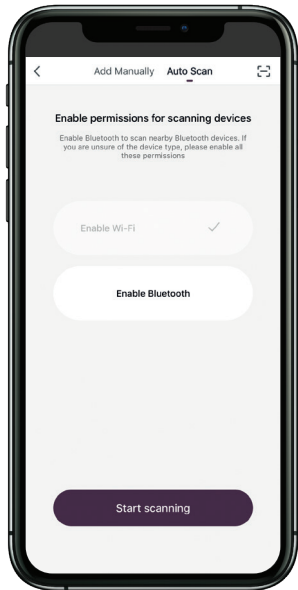 Add Manually Auto Scan
Enable permissions for scanning devices
Enable Bluetooth to scan nearby Bluetooth devices. If
you are unsure of the device type, please enable all
these permissions
Enable Wi-Fi
Enable Bluetooth
Start scanning